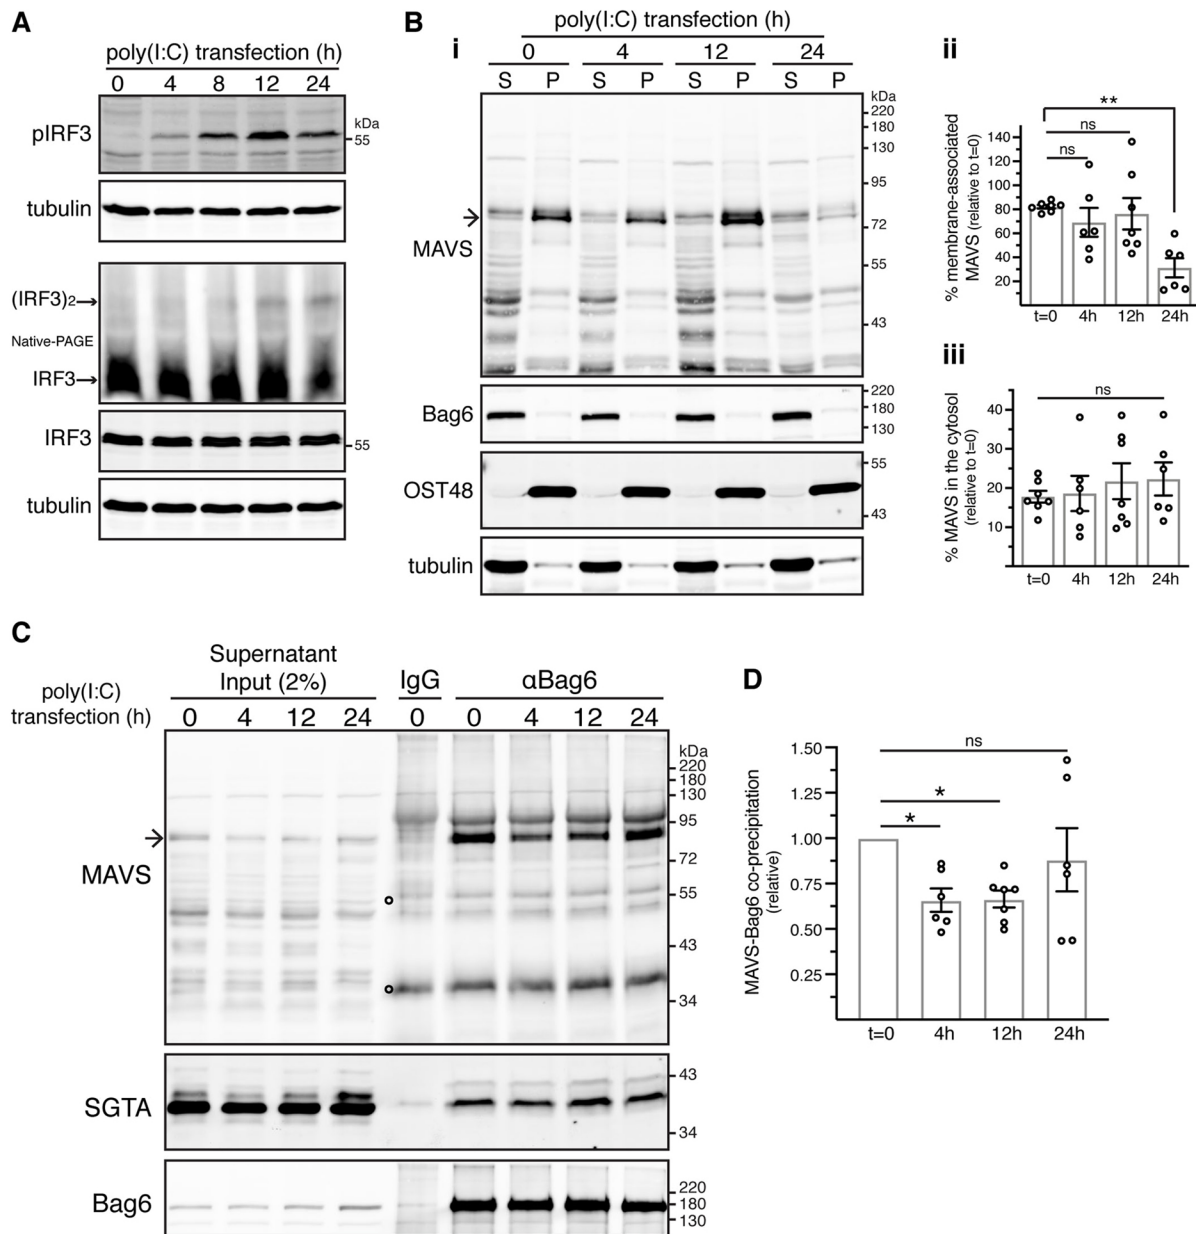 A
poly(I:C) transfection (h)
0 4 8 12 24
pIRF3
kDa
55
tubulin
(IRF3)2→
Native-PAGE
IRF3→
IRF3
55
tubulin
B
i
poly(I:C) transfection (h)
0 4 12 24
S P S P S P S P
kDa
220
180
130
95
→
72
MAVS
55
43
Bag6
220
180
130
OST48
55
43
tubulin
ii
% membrane-associated
MAVS (relative to t=0)
**
ns
ns
140
120
100
80
60
40
20
t=0 4h 12h 24h
iii
% MAVS in the cytosol
(relative to t=0)
ns
40
30
20
10
t=0 4h 12h 24h
C
Supernatant
Input (2%) IgG αBag6
poly(I:C)
transfection (h) 0 4 12 24 0 0 4 12 24
kDa
220
180
130
95
→
MAVS
72
55
43
34
SGTA
43
34
Bag6
220
180
130
D
MAVS-Bag6 co-precipitation
(relative)
ns
*
*
1.50
1.25
1.00
0.75
0.50
0.25
t=0 4h 12h 24h